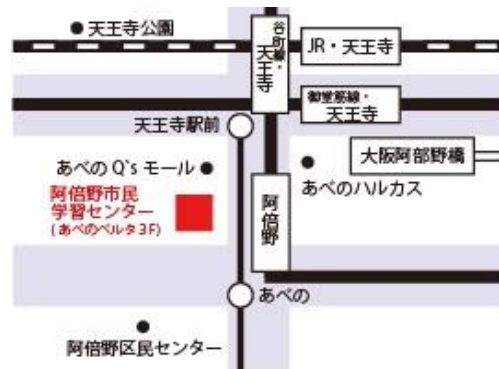 天王寺公園
谷町線・
天王寺
JR・天王寺
御堂筋線・
天王寺
天王寺駅前
大阪阿部野橋
あべのQ`sモール
あべのハルカス
阿倍野市民
学習センター
(あべのベルタ3F)
阿倍野
あべの
阿倍野区民センター